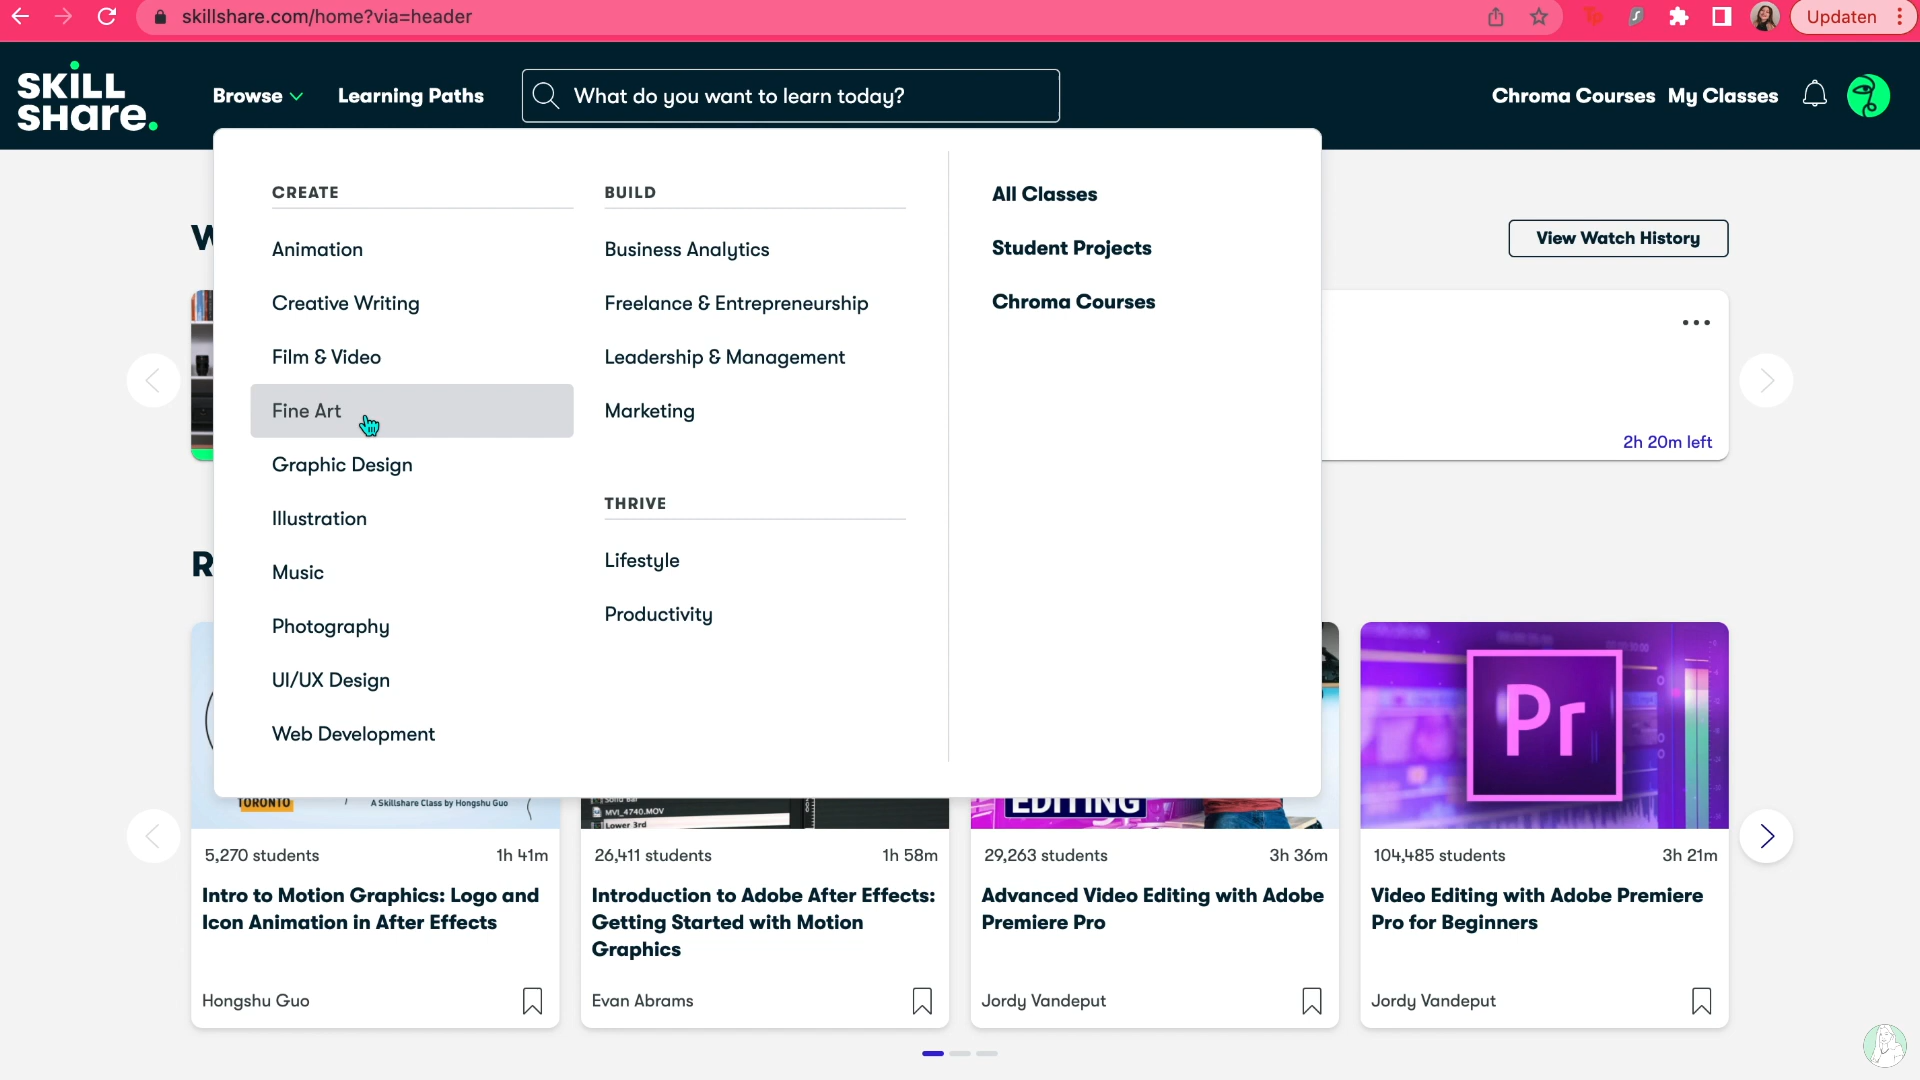 skillshare.com/home?via=header
Updaten
SKILL
SHARE.
Browse
Learning Paths
What do you want to learn today?
Chroma Courses
My Classes
CREATE
Animation
Creative Writing
Film & Video
Fine Art
Graphic Design
Illustration
Music
Photography
UI/UX Design
Web Development
BUILD
Business Analytics
Freelance & Entrepreneurship
Leadership & Management
Marketing
THRIVE
Lifestyle
Productivity
All Classes
Student Projects
Chroma Courses
View Watch History
2h 20m left
TORONTO
A Skillshare Class by Hongshu Guo
MVI_4740.MOV
Lower 3rd
EDITING
Pr
5,270 students 1h 41m
Intro to Motion Graphics: Logo and
Icon Animation in After Effects
Hongshu Guo
26,411 students 1h 58m
Introduction to Adobe After Effects:
Getting Started with Motion
Graphics
Evan Abrams
29,263 students 3h 36m
Advanced Video Editing with Adobe
Premiere Pro
Jordy Vandeput
104,485 students 3h 21m
Video Editing with Adobe Premiere
Pro for Beginners
Jordy Vandeput